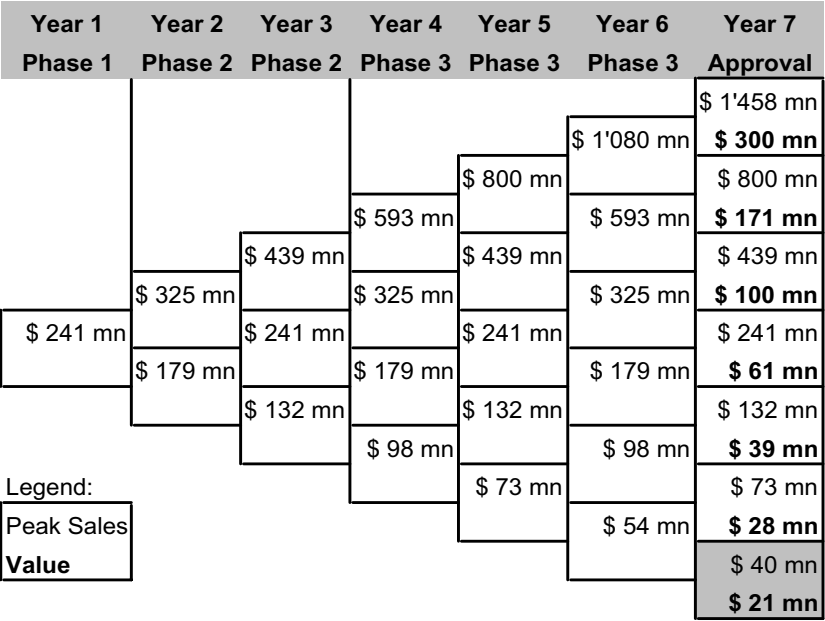 Year 1 Year 2 Year 3 Year 4 Year 5 Year 6 Year 7
Phase 1 Phase 2 Phase 2 Phase 3 Phase 3 Phase 3 Approval
$ 1'458 mn
$ 1'080 mn $ 300 mn
$ 800 mn $ 800 mn
$ 593 mn $ 593 mn $ 171 mn
$ 439 mn $ 439 mn $ 439 mn
$ 325 mn $ 325 mn $ 325 mn $ 100 mn
$ 241 mn $ 241 mn $ 241 mn $ 241 mn
$ 179 mn $ 179 mn $ 179 mn $ 61 mn
$ 132 mn $ 132 mn $ 132 mn
$ 98 mn $ 98 mn $ 39 mn
Legend: $ 73 mn $ 73 mn
Peak Sales $ 54 mn $ 28 mn
Value $ 40 mn
$ 21 mn